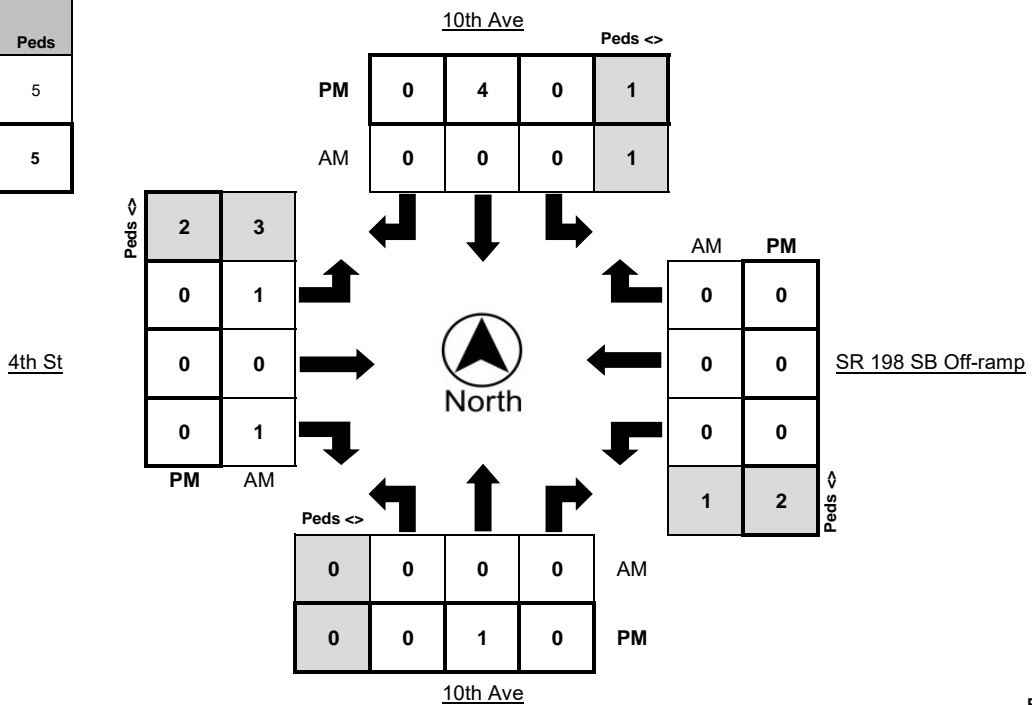 10th Ave
Peds
Peds <>
5
PM 0 4 0 1
5
AM 0 0 0 1
Peds <>
2 3
AM PM
0 1
0 0
4th St
0 0
0 0
SR 198 SB Off-ramp
North
0 1
0 0
PM AM
1 2
Peds <>
Peds <>
0 0 0 0 AM
0 0 1 0 PM
10th Ave